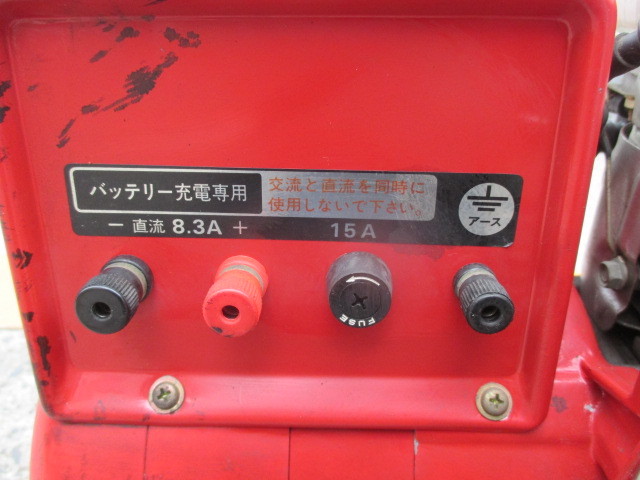 バッテリー充電専用
交流と直流を同時に
使用しないで下さい。
− 直流 8.3A +
15A
アース
FUSE